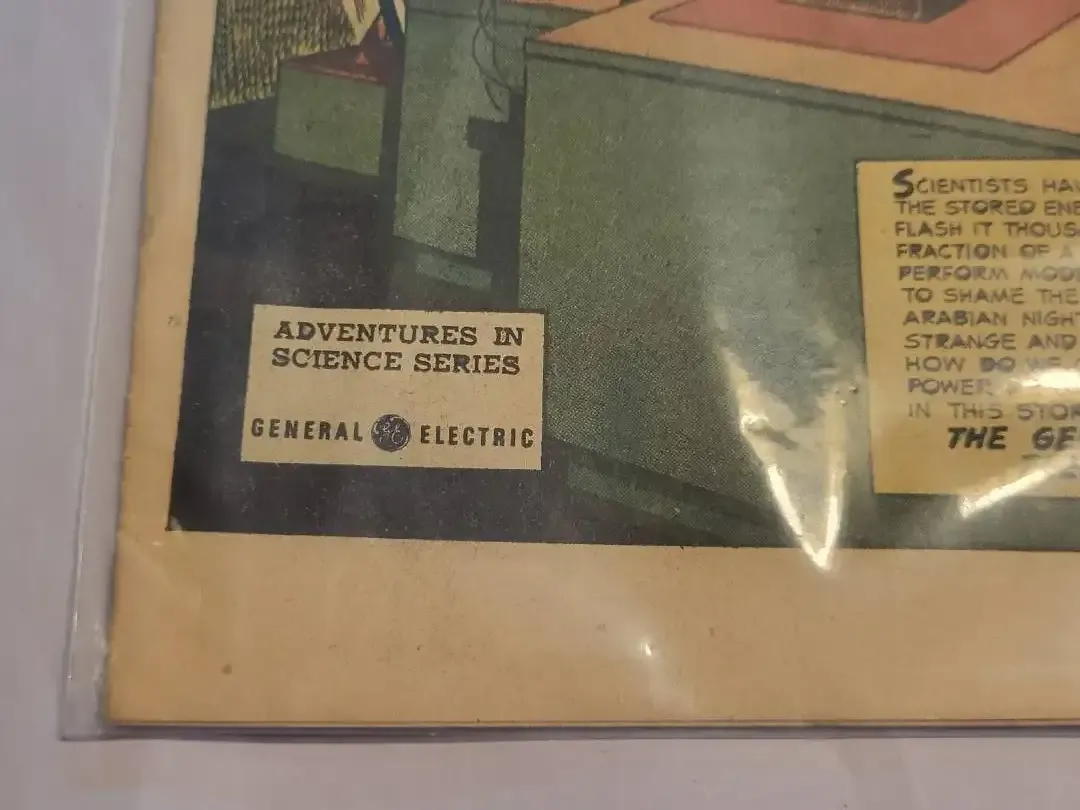 ADVENTURES IN
SCIENCE SERIES
GENERAL GE ELECTRIC
SCIENTISTS
THE STORED
FLASH IT
FRACTION OF A
PERFORM
TO SHAME THE
ARABIAN
STRANGE AND
HOW DO WE
POWER
IN THIS
THE